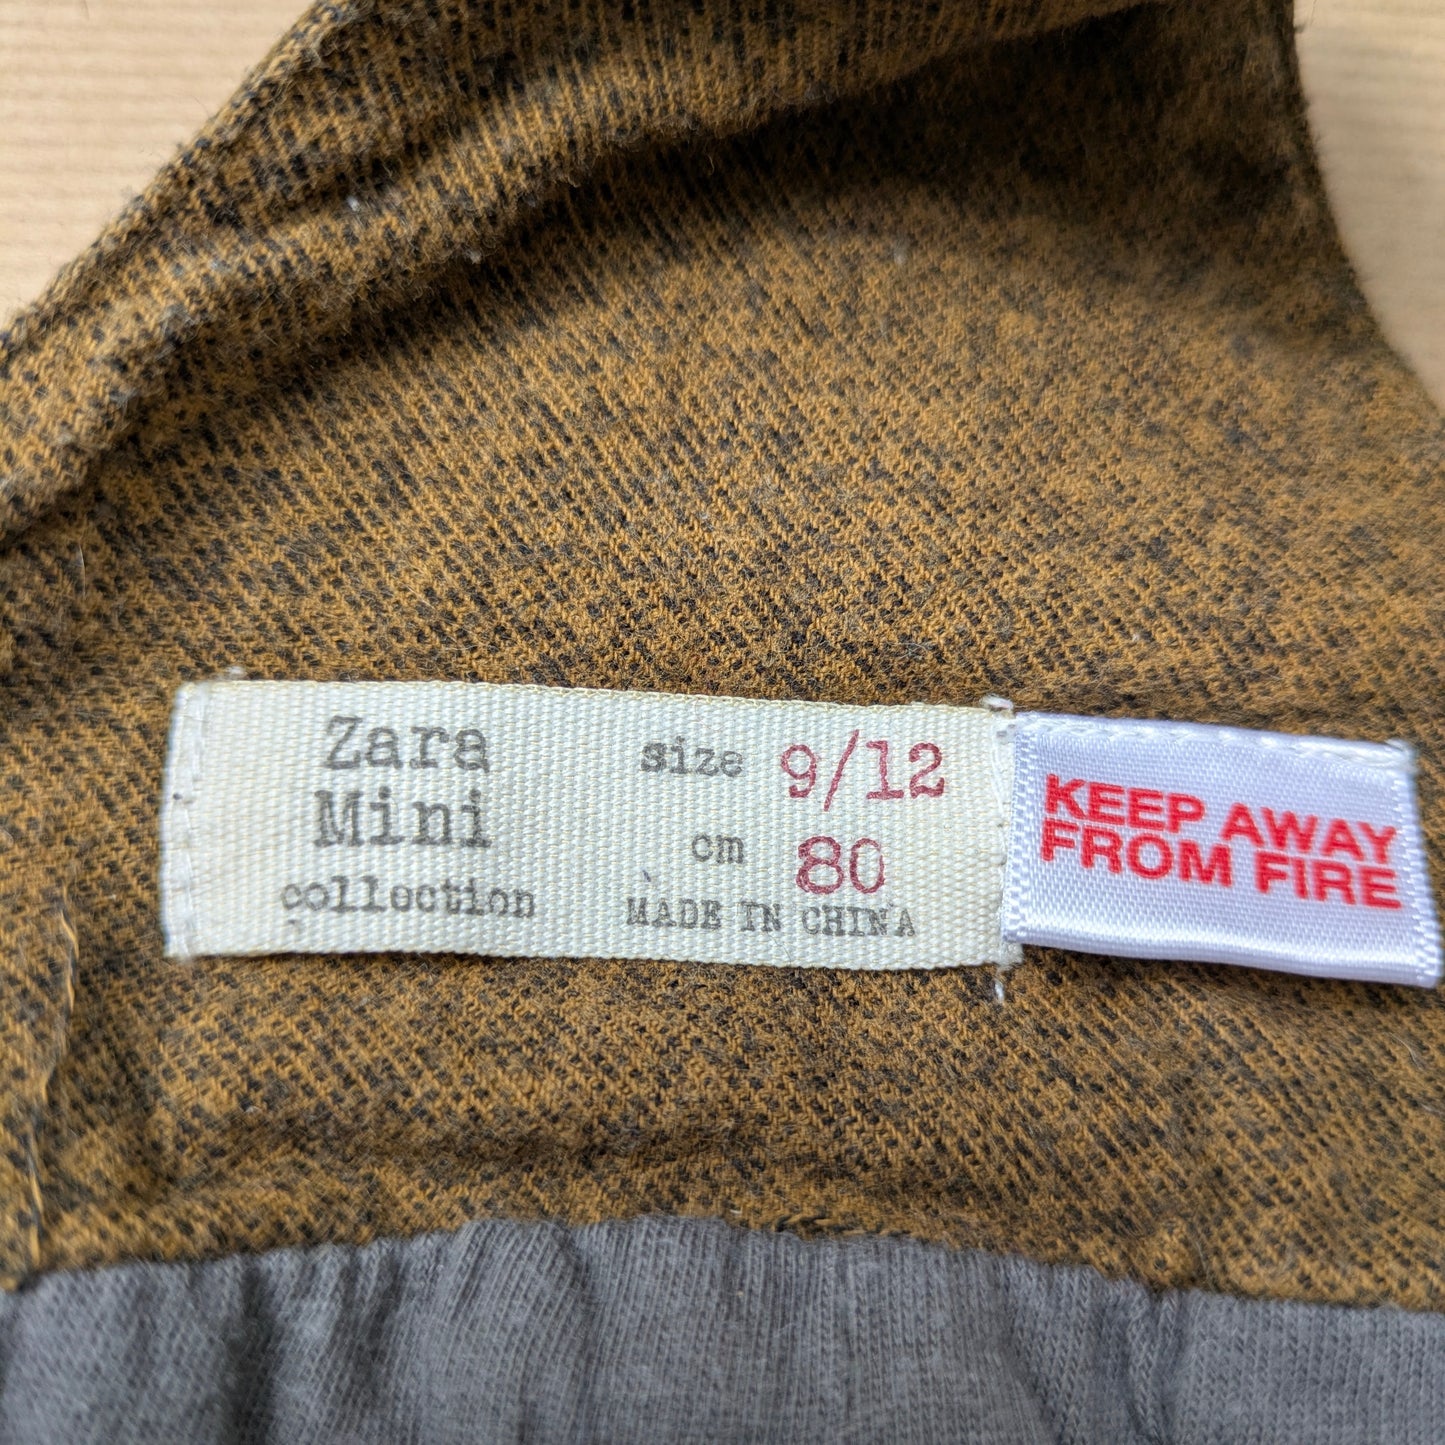 Zara
Mini
collection
size 9/12
cm 80
MADE IN CHINA
KEEP AWAY
FROM FIRE